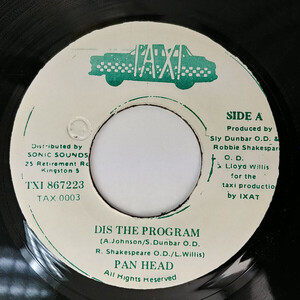 TAXI
SIDE A
Distributed by
SONIC SOUNDS
25 Retirement Ro
Kingston 5
Produced by
Sly Dunbar O.D. &
Robbie Shakespear
O. D.
& Lloyd Willis
for the
taxi production
by IXAT
TXI 867223
TAX 0003
DIS THE PROGRAM
(A. Johnson/S. Dunbar O.D.
R. Shakespeare O.D./L. Willis)
PAN HEAD
All Rights Reserved